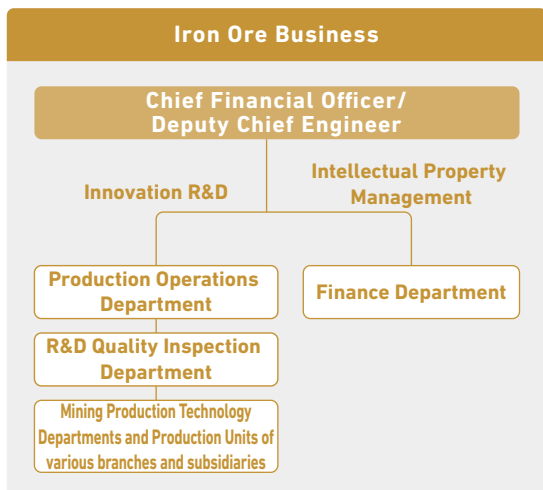 Iron Ore Business
Chief Financial Officer/
Deputy Chief Engineer
Innovation R&D
Intellectual Property
Management
Production Operations
Department
Finance Department
R&D Quality Inspection
Department
Mining Production Technology
Departments and Production Units of
various branches and subsidiaries